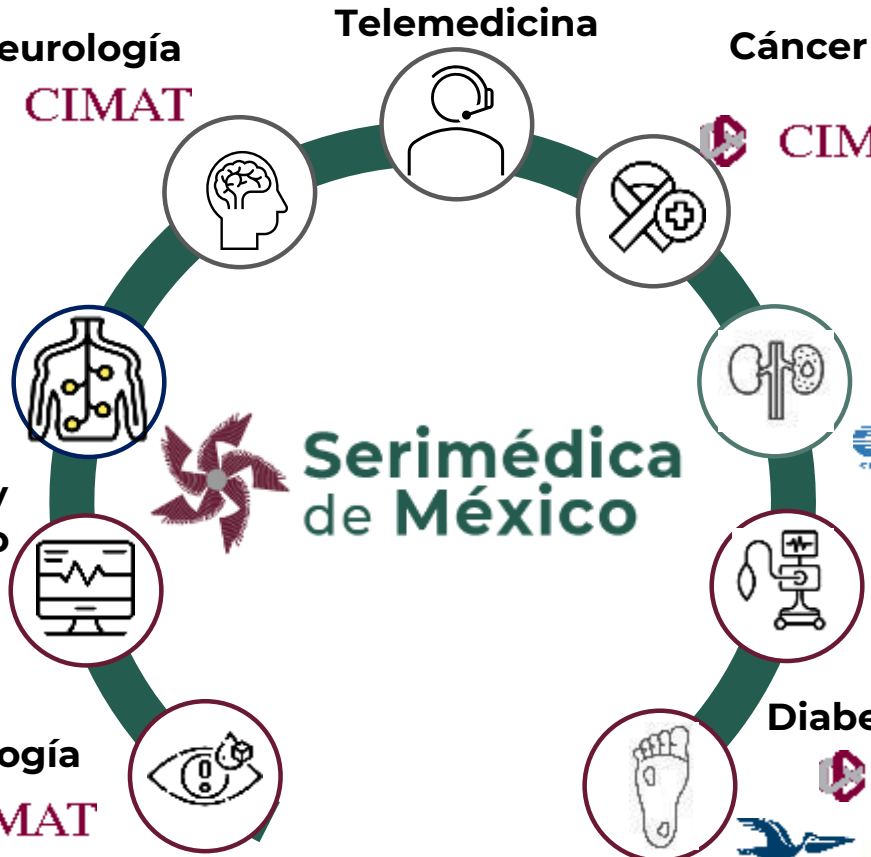 Telemedicina
eurología
Cáncer
CIMAT
CIM
Serimédica
de México
y
o
Diabe
ogía
MAT